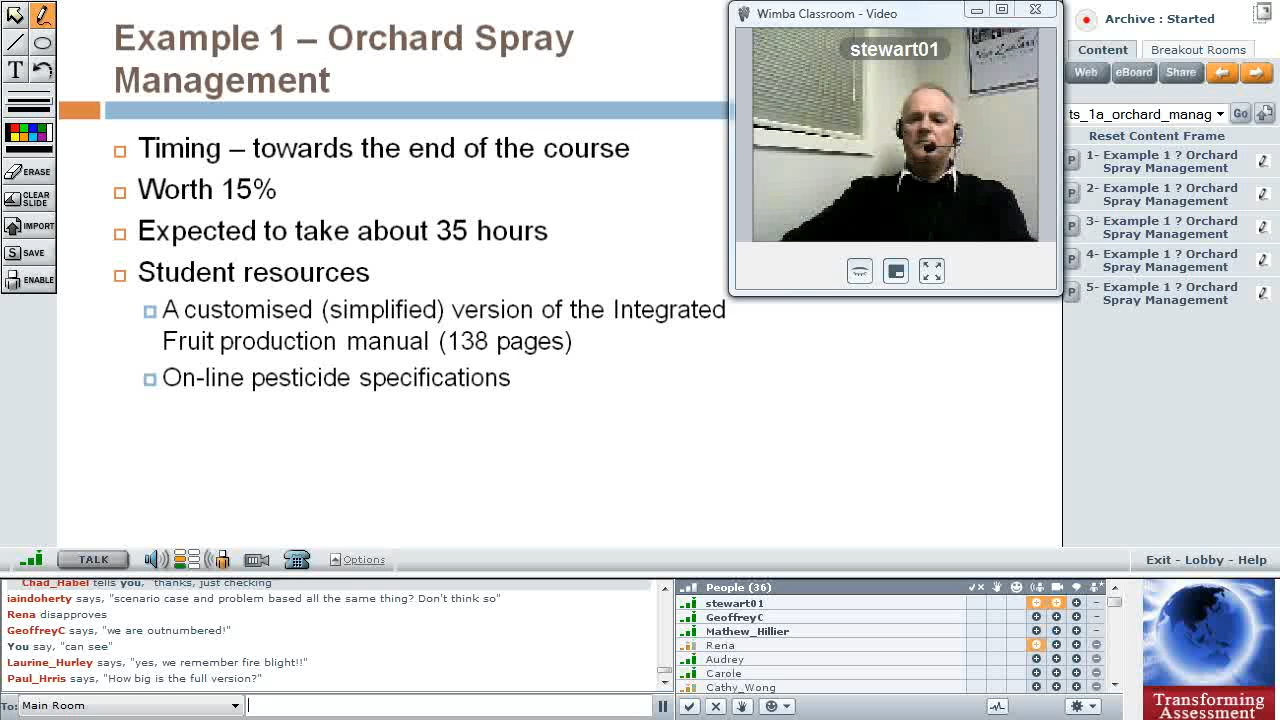 Example 1 – Orchard Spray
Management
Timing – towards the end of the course
Worth 15%
Expected to take about 35 hours
Student resources
A customised (simplified) version of the Integrated
Fruit production manual (138 pages)
On-line pesticide specifications
T
ERASE
CLEAR
SLIDE
IMPORT
SAVE
ENABLE
Wimba Classroom - Video
stewart01
Archive : Started
Content
Breakout Rooms
Web
eBoard
Share
ts_1a_orchard_manag
Go
Reset Content Frame
P
1- Example 1 ? Orchard
Spray Management
P
2- Example 1 ? Orchard
Spray Management
P
3- Example 1 ? Orchard
Spray Management
P
4- Example 1 ? Orchard
Spray Management
P
5- Example 1 ? Orchard
Spray Management
TALK
Options
Exit - Lobby - Help
Chad_Habel tells you, "thanks, just checking"
iaindoherty says, "scenario case and problem based all the same thing? Don't think so"
Rena disapproves
GeoffreyC says, "we are outnumbered!"
You say, "can see"
Laurine_Hurley says, "yes, we remember fire blight!!"
Paul_Hrris says, "How big is the full version?"
To: Main Room
People (36)
stewart01
GeoffreyC
Mathew_Hillier
Rena
Audrey
Carole
Cathy_Wong
Transforming
Assessment